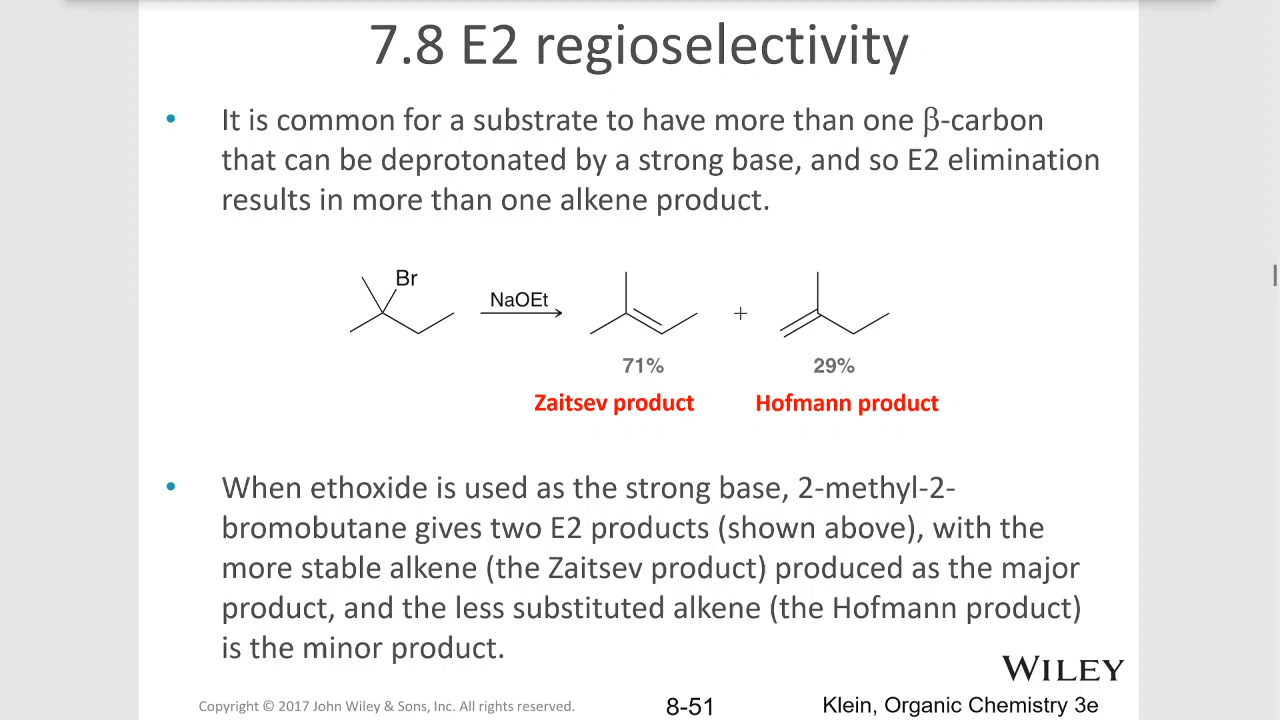 7.8 E2 regioselectivity
• It is common for a substrate to have more than one β-carbon
that can be deprotonated by a strong base, and so E2 elimination
results in more than one alkene product.
Br
NaOEt
+
71%
29%
Zaitsev product
Hofmann product
• When ethoxide is used as the strong base, 2-methyl-2-
bromobutane gives two E2 products (shown above), with the
more stable alkene (the Zaitsev product) produced as the major
product, and the less substituted alkene (the Hofmann product)
is the minor product.
WILEY
Copyright © 2017 John Wiley & Sons, Inc. All rights reserved.
8-51
Klein, Organic Chemistry 3e